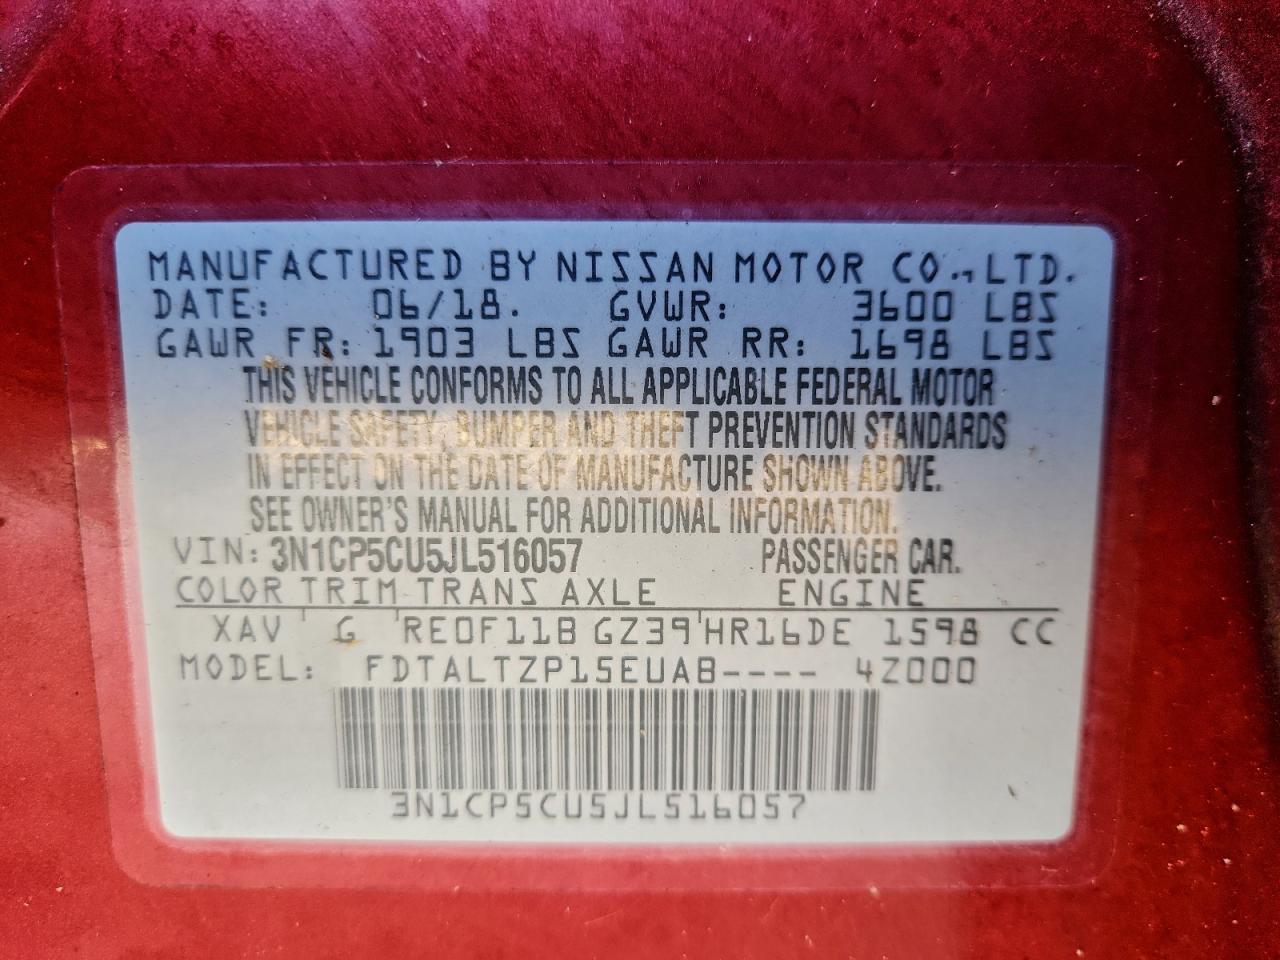 MANUFACTURED BY NISSAN MOTOR CO., LTD.
DATE: 06/18. GVWR: 3600 LBS
GAWR FR: 1903 LBS GAWR RR: 1698 LBS
THIS VEHICLE CONFORMS TO ALL APPLICABLE FEDERAL MOTOR
VEHICLE SAFETY, BUMPER AND THEFT PREVENTION STANDARDS
IN EFFECT ON THE DATE OF MANUFACTURE SHOWN ABOVE.
SEE OWNER'S MANUAL FOR ADDITIONAL INFORMATION.
VIN: 3N1CP5CU5JL516057 PASSENGER CAR.
COLOR TRIM TRANS AXLE ENGINE
XAV G RE0F11B GZ39 HR16DE 1598 CC
MODEL: FDTALTZP15EUAB---- 4Z000
3N1CP5CU5JL516057